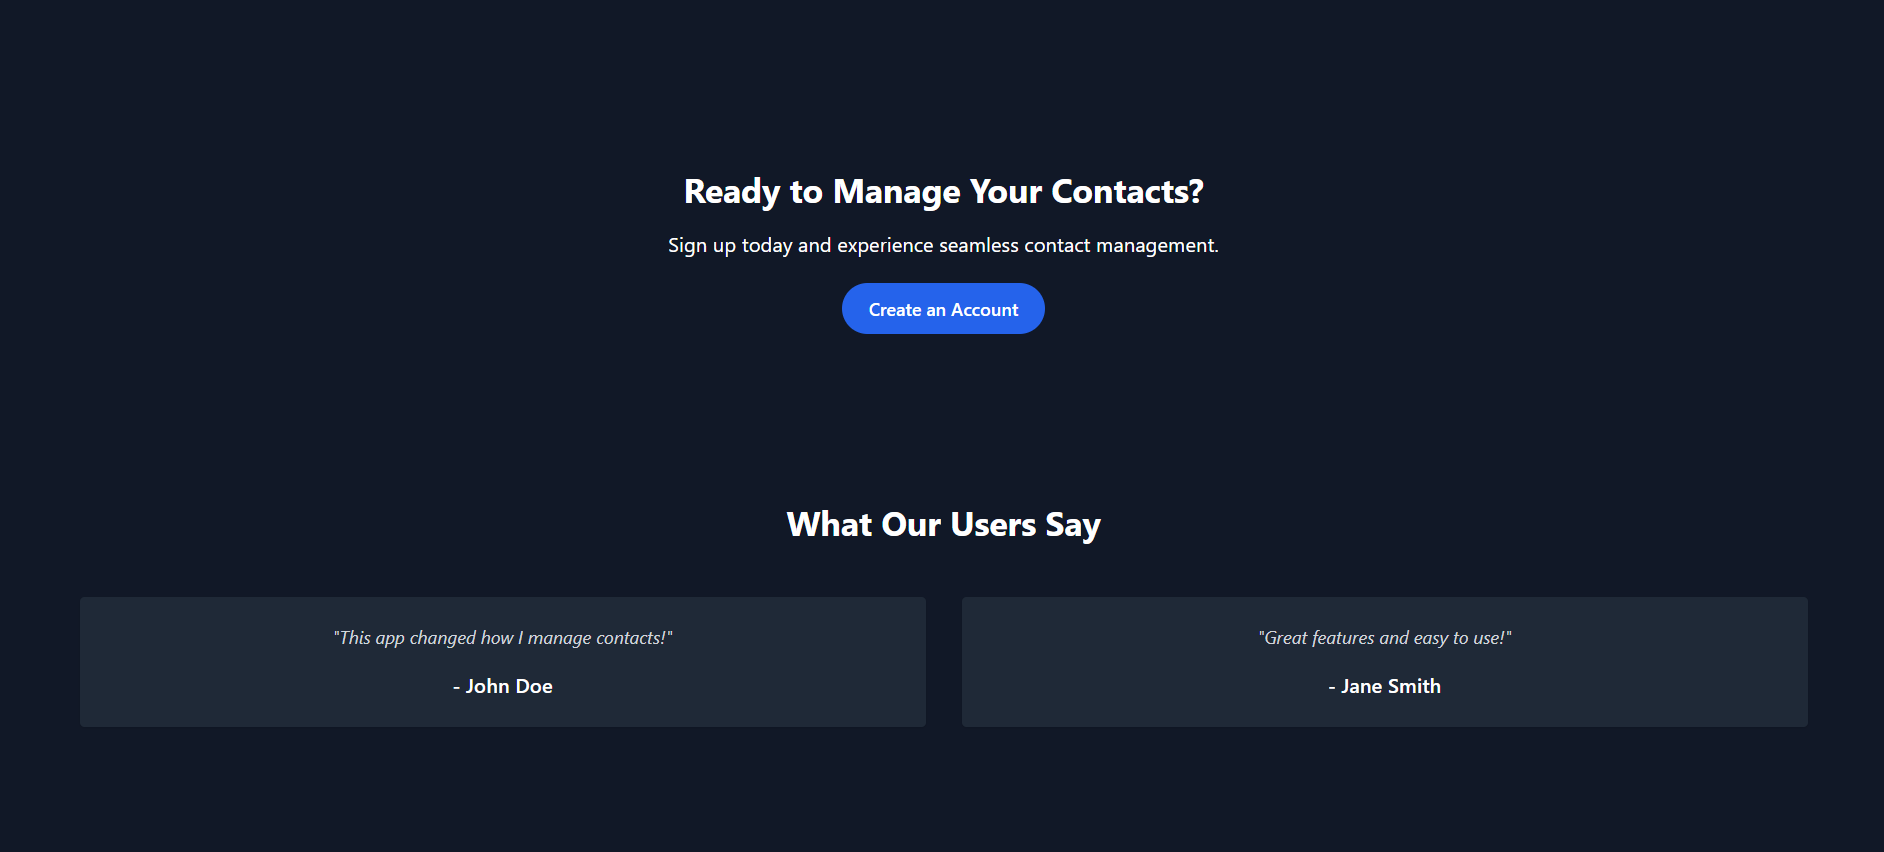 Ready to Manage Your Contacts?
Sign up today and experience seamless contact management.
Create an Account
What Our Users Say
"This app changed how I manage contacts!"
- John Doe
"Great features and easy to use!"
- Jane Smith